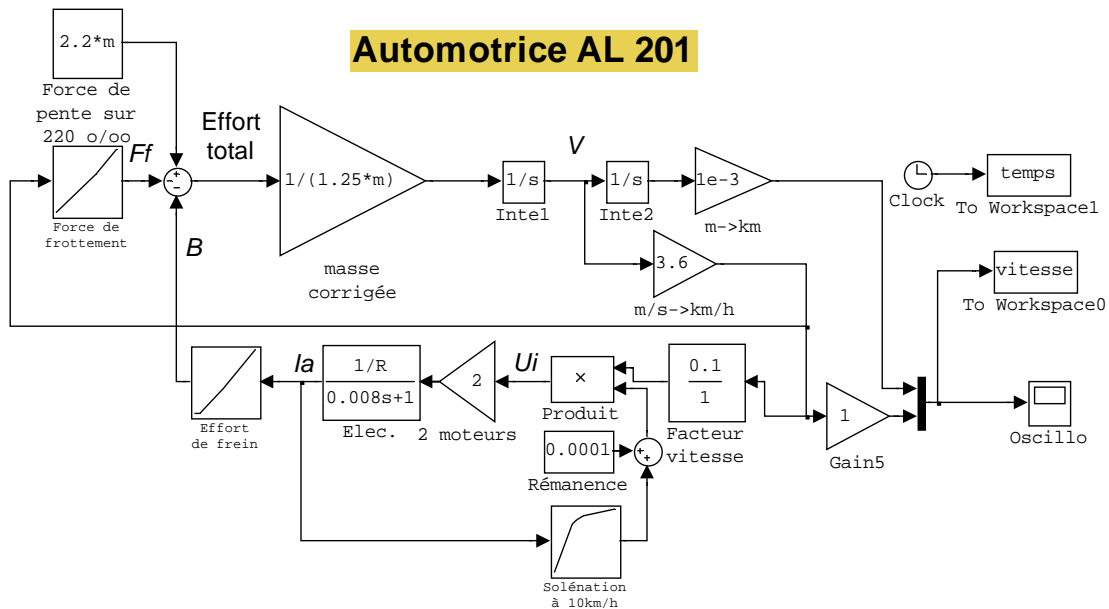 Automotrice AL 201
2.2*m
Force de
pente sur
220 o/oo
Ff
Effort
total
1/(1.25*m)
masse
corrigée
1/s
Inte1
V
1/s
Inte2
1e-3
m->km
Clock
temps
To Workspace1
Force de
frottement
B
3.6
m/s->km/h
vitesse
To Workspace0
Effort
de frein
Ia
1/R
0.008s+1
Elec.
2
2 moteurs
Ui
×
Produit
0.1
1
Facteur
vitesse
1
Gain5
Oscillo
0.0001
Rémanence
Solénation
à 10km/h